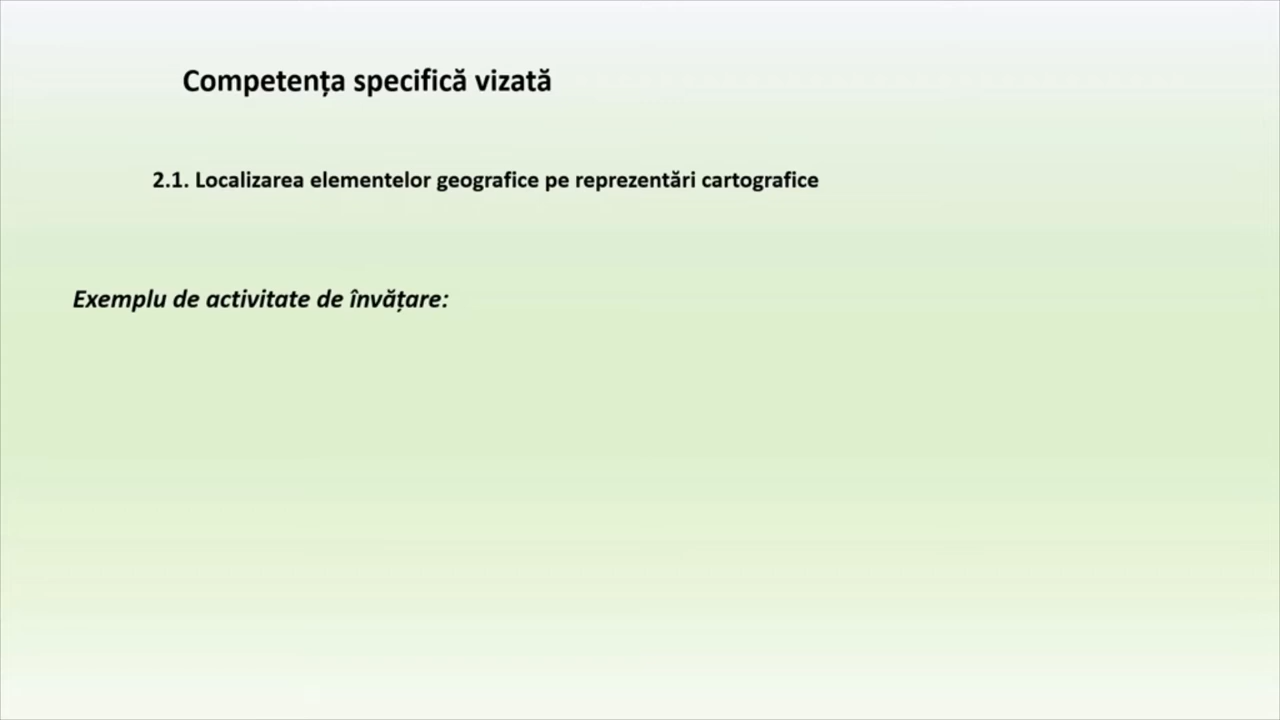 Competența specifică vizată
2.1. Localizarea elementelor geografice pe reprezentări cartografice
Exemplu de activitate de învățare: